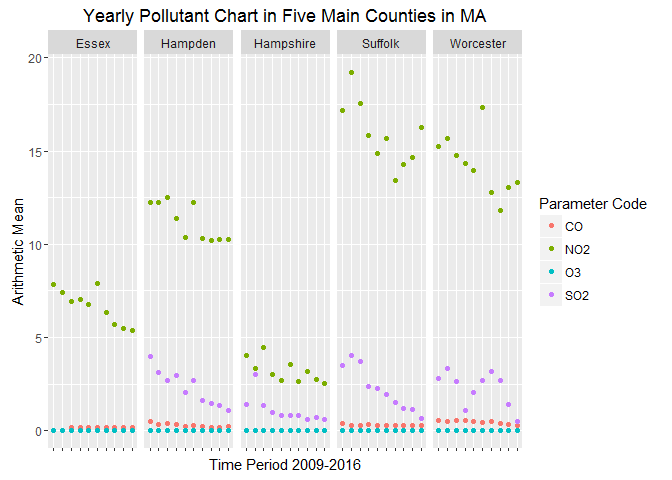 Yearly Pollutant Chart in Five Main Counties in MA
Essex Hampden Hampshire Suffolk Worcester
20
15
10
5
0
Arithmetic Mean
Time Period 2009-2016
Parameter Code
CO
NO2
O3
SO2